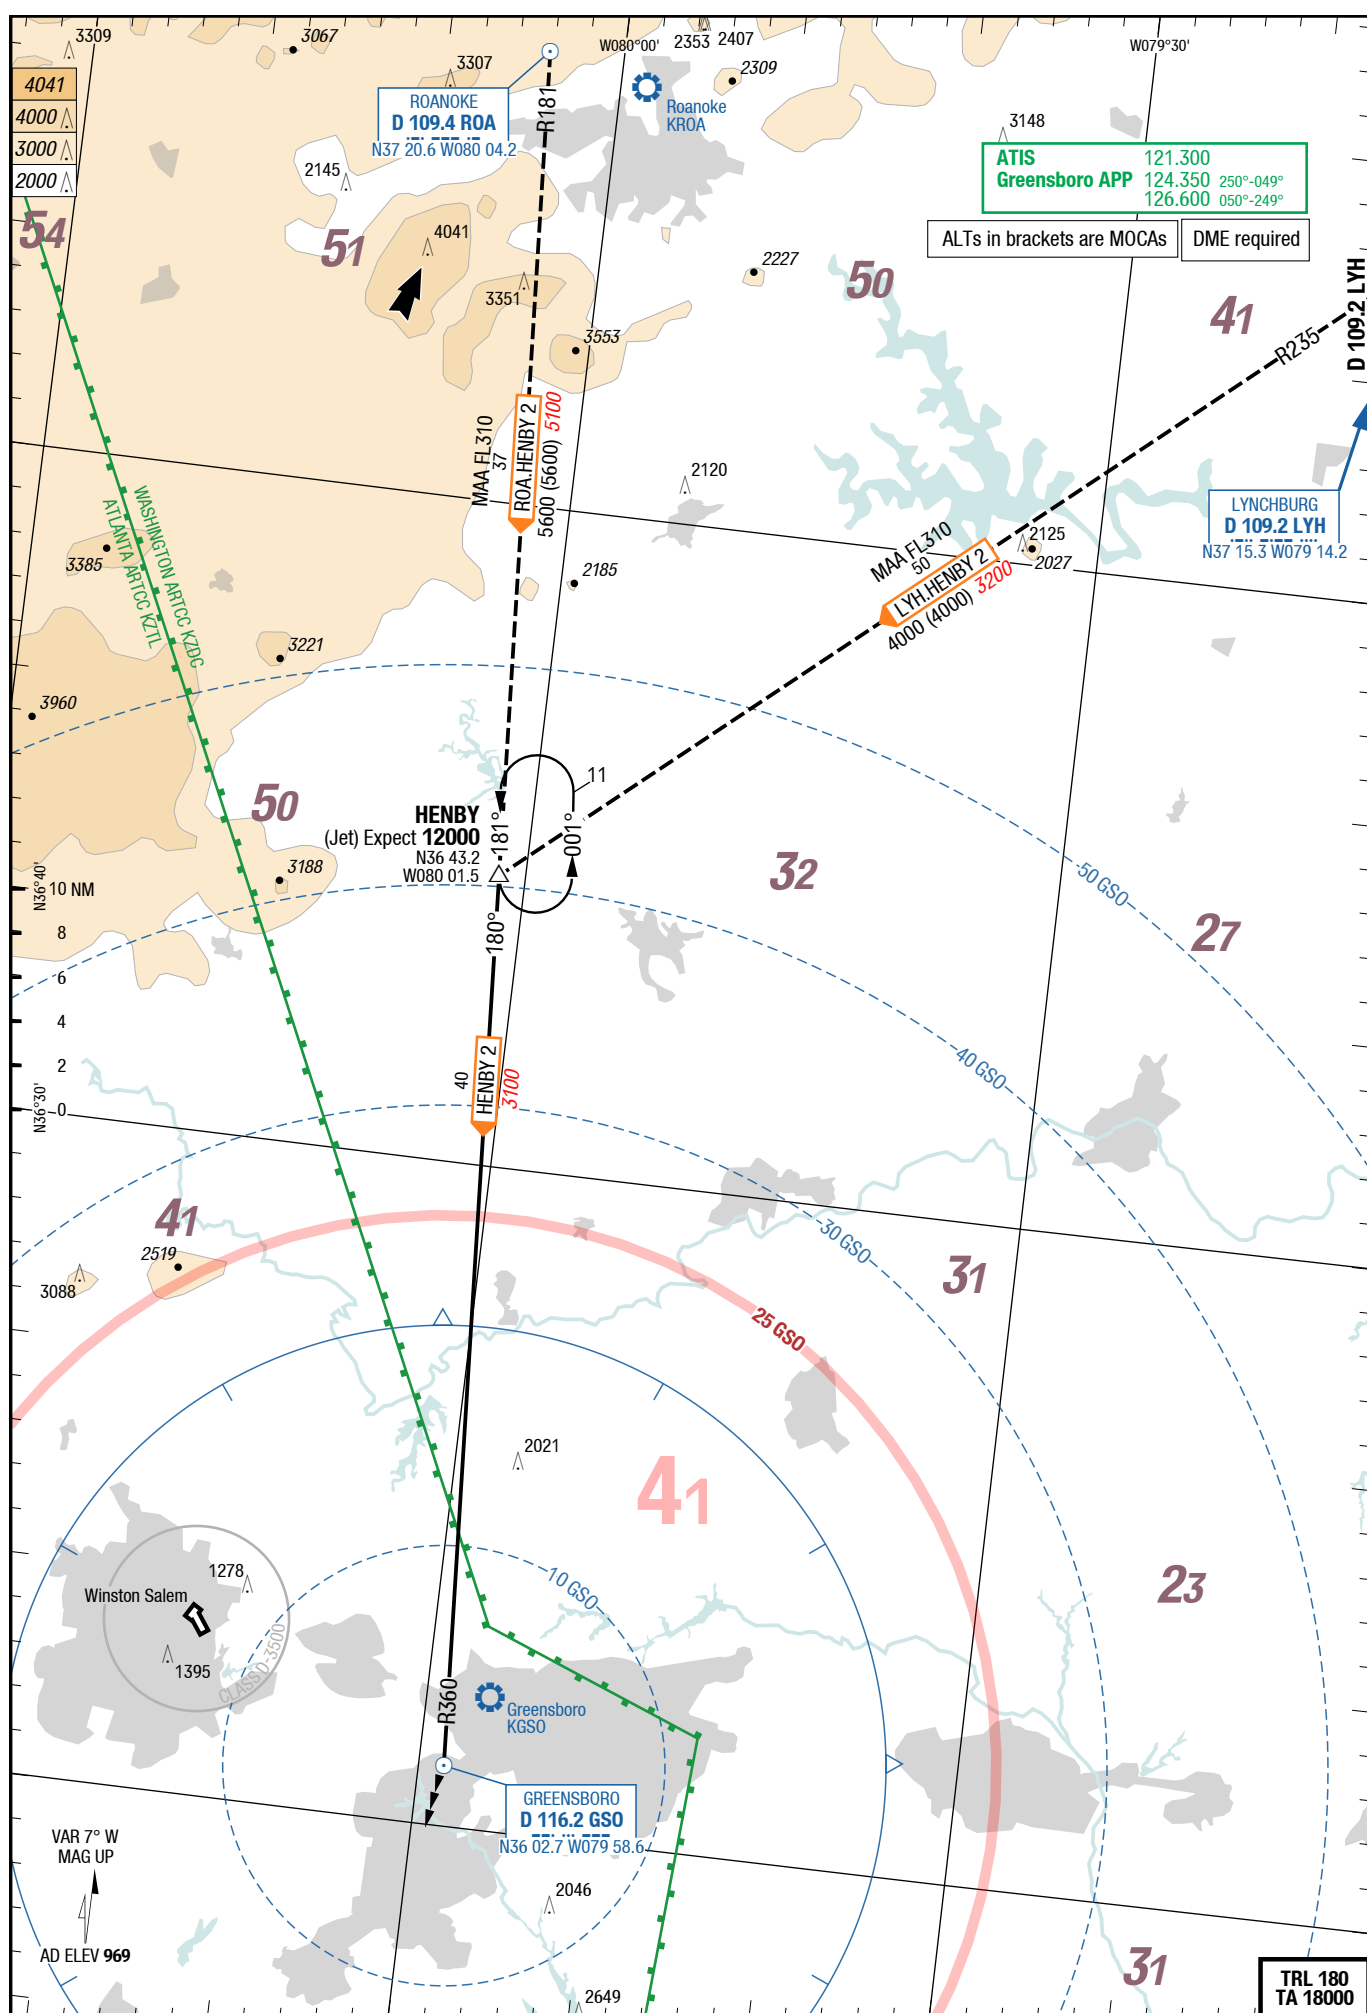 3309
3067
3307
W080°00'
2353
2407
W079°30'
2309
4041
4000
3000
2000
ROANOKE
D 109.4 ROA
N37 20.6 W080 04.2
R181
Roanoke
KROA
3148
ATIS 121.300
Greensboro APP 124.350 250°-049°
126.600 050°-249°
ALTs in brackets are MOCAs
DME required
2145
54
51
4041
3351
3553
2227
50
41
D 109.2 LYH
R235
MAA FL310
37
ROA.HENBY 2
5600 (5600) 5100
2120
LYNCHBURG
D 109.2 LYH
N37 15.3 W079 14.2
WASHINGTON ARTCC KZDC
ATLANTA ARTCC KZTL
3385
2185
MAA FL310
50
LYH.HENBY 2
4000 (4000) 3200
2125
2027
3221
3960
50
HENBY
(Jet) Expect 12000
N36 43.2
W080 01.5
181°
001°
11
3188
32
50 GSO
27
N36°40'
10 NM
8
6
4
2
0
N36°30'
180°
40
HENBY 2
3100
40 GSO
41
2519
3088
30 GSO
31
25 GSO
2021
41
10 GSO
23
1278
Winston Salem
1395
CLASS D-3500
R360
Greensboro
KGSO
GREENSBORO
D 116.2 GSO
N36 02.7 W079 58.6
VAR 7° W
MAG UP
AD ELEV 969
2046
2649
31
TRL 180
TA 18000